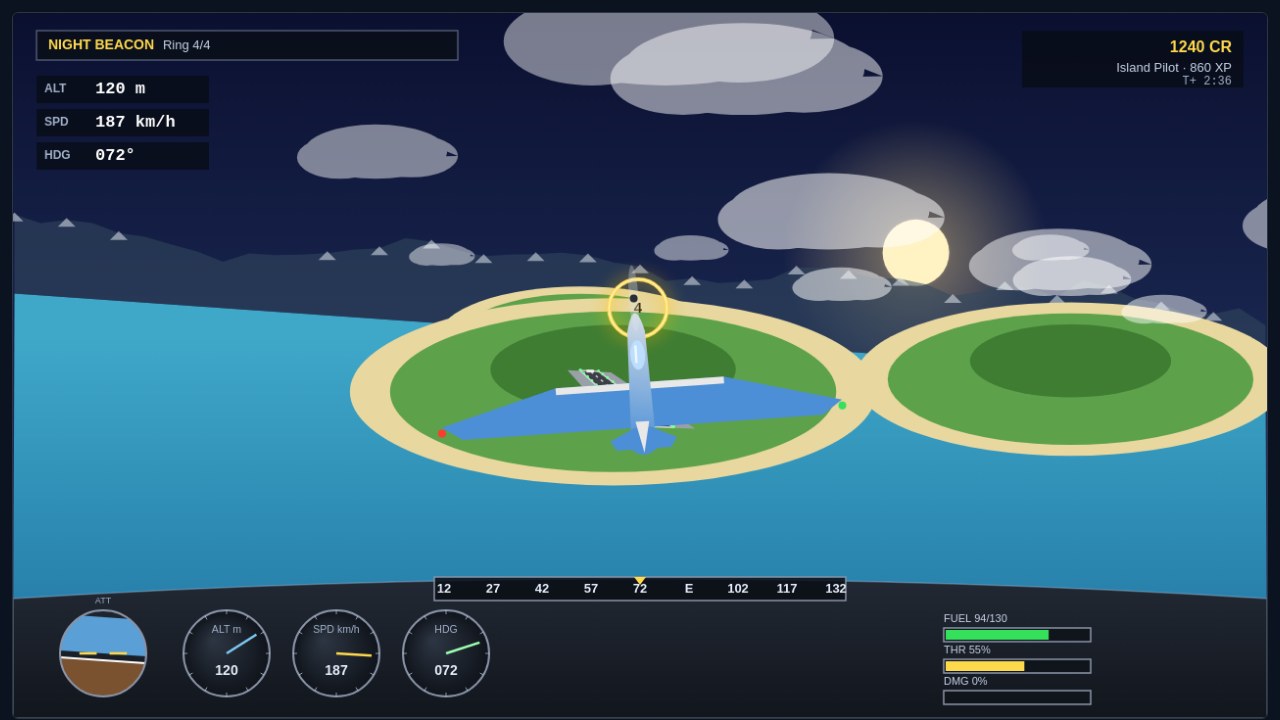 NIGHT BEACON Ring 4/4
1240 CR
Island Pilot · 860 XP
T+ 2:36
ALT 120 m
SPD 187 km/h
HDG 072°
4
12 27 42 57 72 E 102 117 132
ATT
ALT m
120
SPD km/h
187
HDG
072
FUEL 94/130
THR 55%
DMG 0%